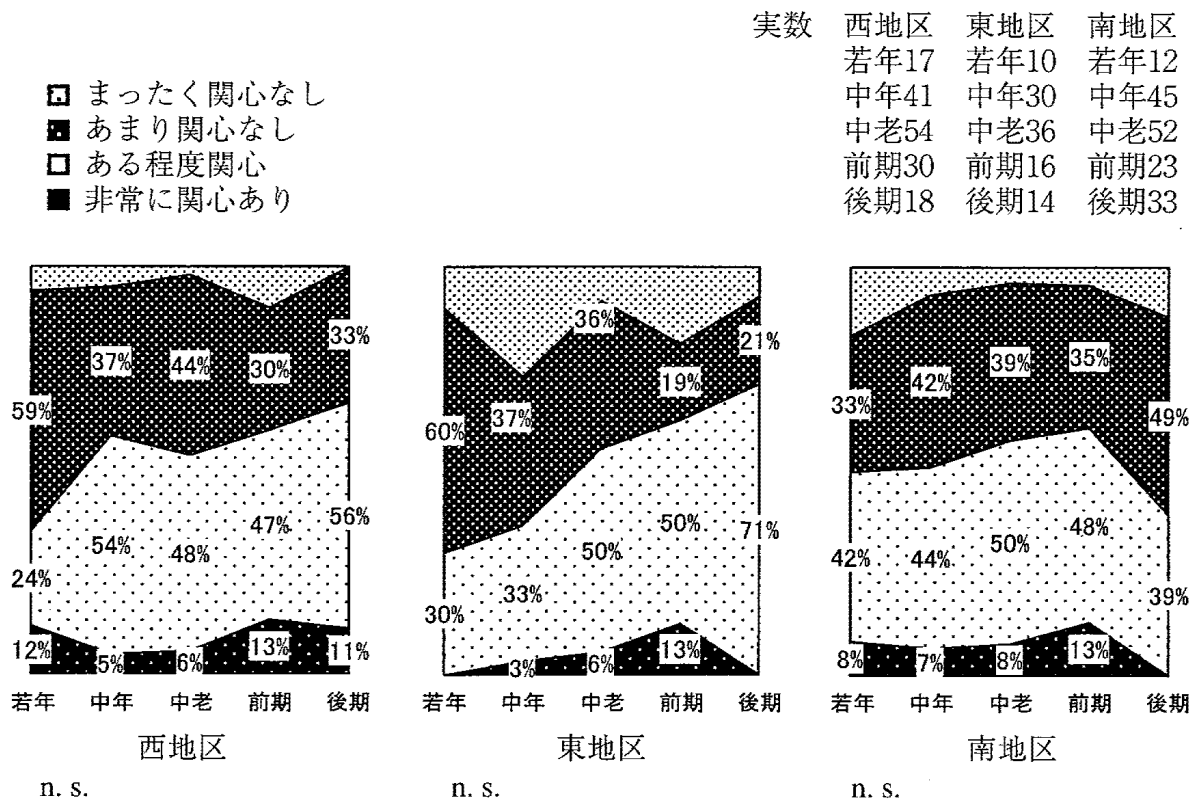 実数 西地区 東地区 南地区
若年17 若年10 若年12
中年41 中年30 中年45
中老54 中老36 中老52
前期30 前期16 前期23
後期18 後期14 後期33
まったく関心なし
あまり関心なし
ある程度関心
非常に関心あり
59% 37% 44% 30% 33%
24% 54% 48% 47% 56%
12% 5% 6% 13% 11%
若年 中年 中老 前期 後期
西地区
n. s.
60% 37% 36% 19% 21%
30% 33% 50% 50% 71%
3% 6% 13%
若年 中年 中老 前期 後期
東地区
n. s.
33% 42% 39% 35% 49%
42% 44% 50% 48% 39%
8% 7% 8% 13%
若年 中年 中老 前期 後期
南地区
n. s.